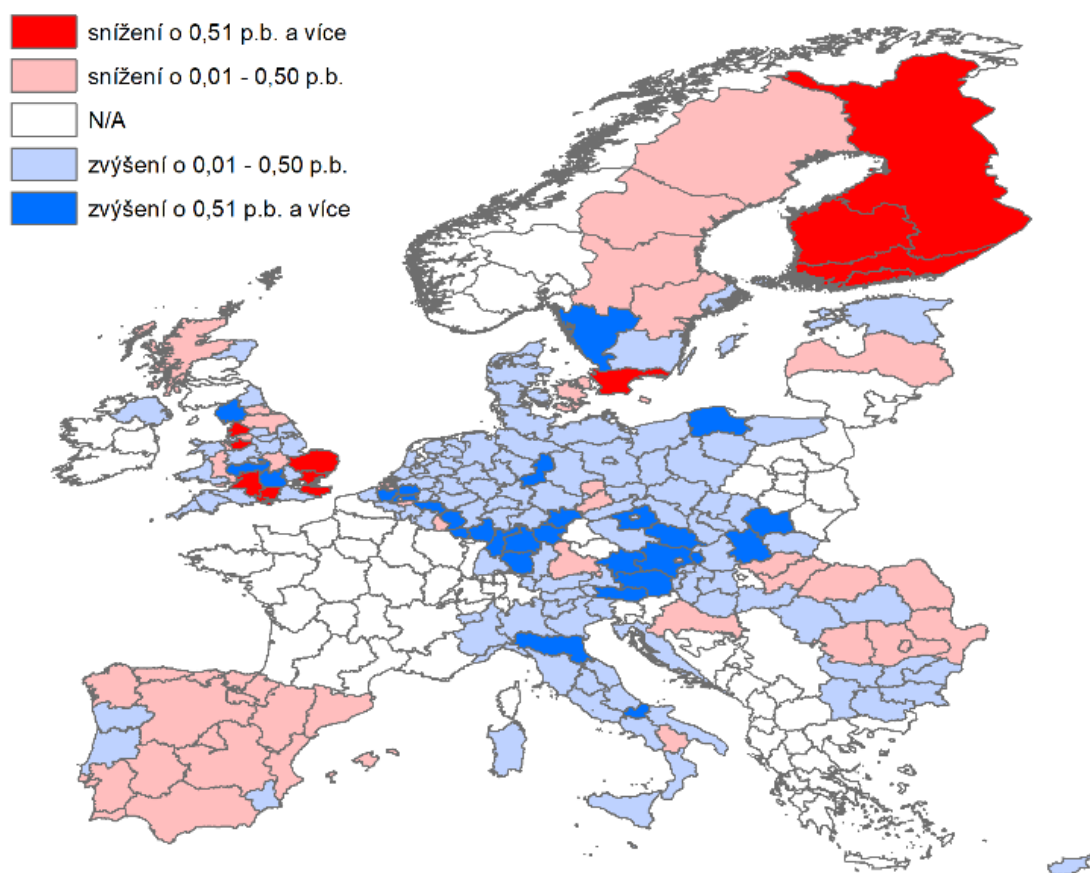 snížení o 0,51 p.b. a více
snížení o 0,01 - 0,50 p.b.
N/A
zvýšení o 0,01 - 0,50 p.b.
zvýšení o 0,51 p.b. a více